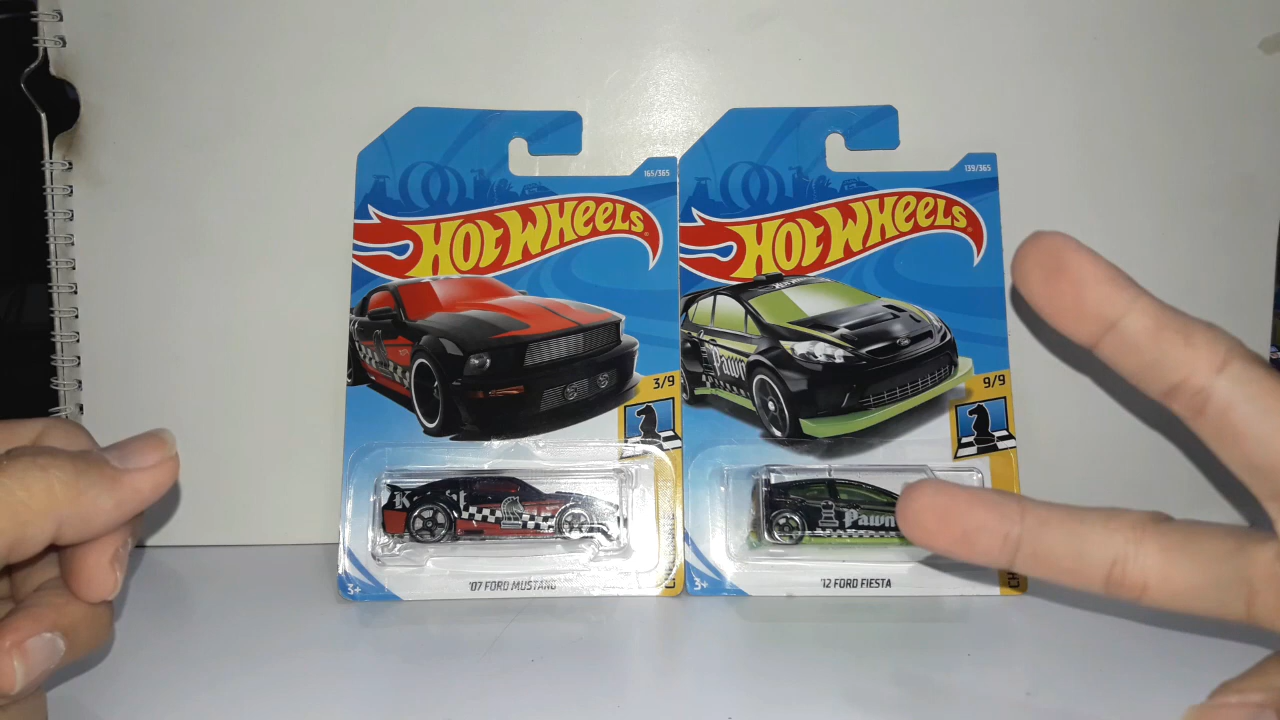 165/365
HOT WHEELS
3/9
K
3+
'07 FORD MUSTANG
139/365
HOT WHEELS
Pawn
9/9
Pawn
3+
'12 FORD FIESTA
CH